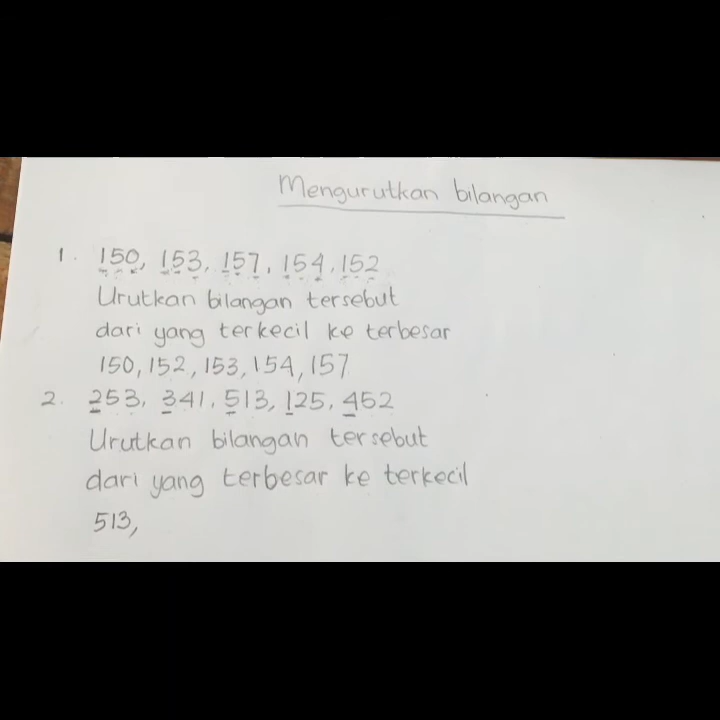 Mengurutkan bilangan
1. 150, 153, 157, 154, 152
Urutkan bilangan tersebut
dari yang terkecil ke terbesar
150, 152, 153, 154, 157
2. 253, 341, 513, 125, 452
Urutkan bilangan tersebut
dari yang terbesar ke terkecil
513,